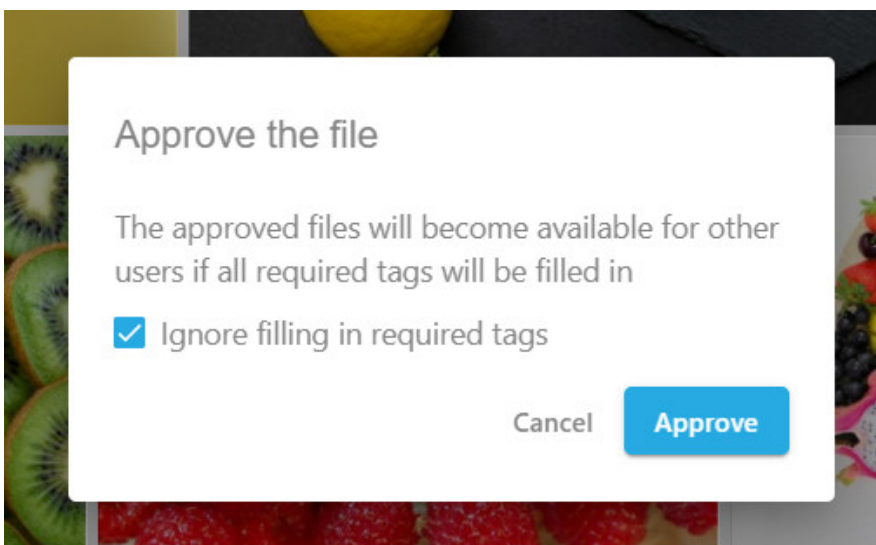 Approve the file
The approved files will become available for other
users if all required tags will be filled in
Ignore filling in required tags
Cancel
Approve